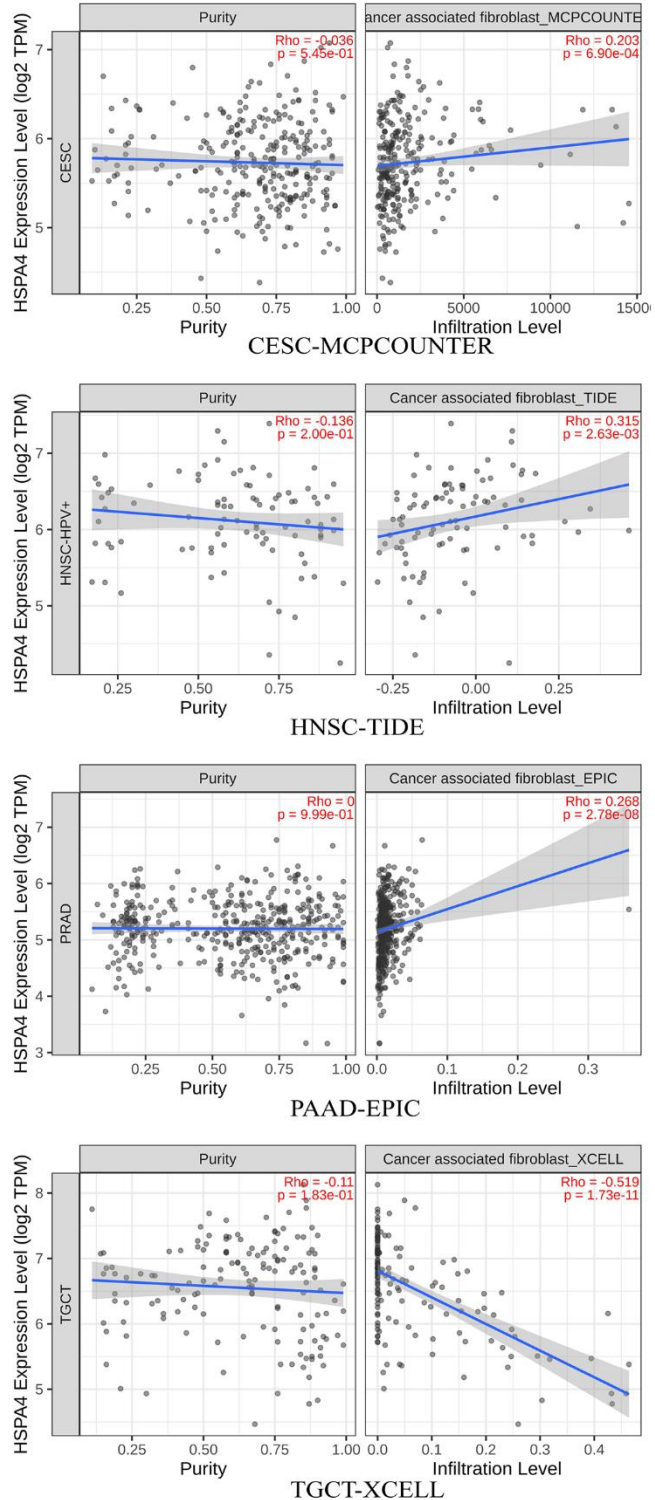 Purity
ancer associated fibroblast_MCPCOUNTE
HSPA4 Expression Level (log2 TPM)
CESC
7
6
5
Rho = -0.036
p = 5.45e-01
Rho = 0.203
p = 6.90e-04
0.25 0.50 0.75 1.00
0 5000 10000 1500
Purity
Infiltration Level
CESC-MCPCOUNTER
Purity
Cancer associated fibroblast_TIDE
HSPA4 Expression Level (log2 TPM)
HNSC-HPV+
7
6
5
Rho = -0.136
p = 2.00e-01
Rho = 0.315
p = 2.63e-03
0.25 0.50 0.75
-0.25 0.00 0.25
Purity
Infiltration Level
HNSC-TIDE
Purity
Cancer associated fibroblast_EPIC
HSPA4 Expression Level (log2 TPM)
PRAD
7
6
5
4
3
Rho = 0
p = 9.99e-01
Rho = 0.268
p = 2.78e-08
0.25 0.50 0.75 1.00
0.0 0.1 0.2 0.3
Purity
Infiltration Level
PAAD-EPIC
Purity
Cancer associated fibroblast_XCELL
HSPA4 Expression Level (log2 TPM)
TGCT
8
7
6
5
Rho = -0.11
p = 1.83e-01
Rho = -0.519
p = 1.73e-11
0.25 0.50 0.75 1.00
0.0 0.1 0.2 0.3 0.4
Purity
Infiltration Level
TGCT-XCELL